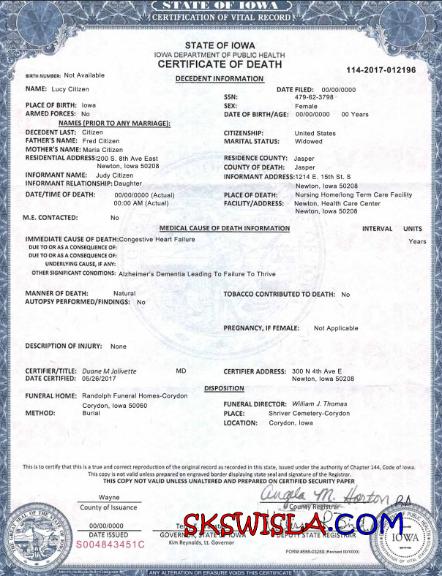 STATE OF IOWA
CERTIFICATION OF VITAL RECORD
STATE OF IOWA
IOWA DEPARTMENT OF PUBLIC HEALTH
CERTIFICATE OF DEATH
114-2017-012196
BIRTH NUMBER: Not Available
DECEDENT INFORMATION
NAME: Lucy Citizen
DATE FILED: 00/00/0000
SSN: 479-62-3798
PLACE OF BIRTH: Iowa
SEX: Female
ARMED FORCES: No
DATE OF BIRTH/AGE: 00/00/0000 00 Years
NAMES (PRIOR TO ANY MARRIAGE):
DECEDENT LAST: Citizen
CITIZENSHIP: United States
FATHER'S NAME: Fred Citizen
MARITAL STATUS: Widowed
MOTHER'S NAME: Maria Citizen
RESIDENTIAL ADDRESS: 200 S. 8th Ave East
RESIDENCE COUNTY: Jasper
Newton, Iowa 50208
COUNTY OF DEATH: Jasper
INFORMANT NAME: Judy Citizen
INFORMANT ADDRESS: 1214 E. 16th St. S
INFORMANT RELATIONSHIP: Daughter
Newton, Iowa 50208
DATE/TIME OF DEATH: 00/00/0000 (Actual)
PLACE OF DEATH: Nursing Home/long Term Care Facility
00:00 AM (Actual)
FACILITY/ADDRESS: Newton, Health Care Center
Newton, Iowa 50208
M.E. CONTACTED: No
MEDICAL CAUSE OF DEATH INFORMATION
INTERVAL UNITS
IMMEDIATE CAUSE OF DEATH: Congestive Heart Failure
Years
DUE TO OR AS A CONSEQUENCE OF:
DUE TO OR AS A CONSEQUENCE OF:
UNDERLYING CAUSE, IF ANY:
OTHER SIGNIFICANT CONDITIONS: Alzheimer's Dementia Leading To Failure To Thrive
MANNER OF DEATH: Natural
TOBACCO CONTRIBUTED TO DEATH: No
AUTOPSY PERFORMED/FINDINGS: No
PREGNANCY, IF FEMALE: Not Applicable
DESCRIPTION OF INJURY: None
CERTIFIER/TITLE: Duane M Jolivette MD
CERTIFIER ADDRESS: 300 N 4th Ave E
DATE CERTIFIED: 05/26/2017
Newton, Iowa 50208
DISPOSITION
FUNERAL HOME: Randolph Funeral Homes-Corydon
FUNERAL DIRECTOR: William J. Thomas
Corydon, Iowa 50060
PLACE: Shriver Cemetery-Corydon
METHOD: Burial
LOCATION: Corydon, Iowa
This is to certify that this is a true and correct reproduction of the original record as recorded in this state, issued under the authority of Chapter 144, Code of Iowa.
This copy not valid unless prepared on engraved border displaying state seal and signature of the Registrar.
THIS COPY NOT VALID UNLESS UNALTERED AND PREPARED ON CERTIFIED SECURITY PAPER
Angela M. Horton
Wayne
County of Issuance
County Registrar
00/00/0000
DATE ISSUED
GOVERNOR, STATE OF IOWA
DEPUTY STATE REGISTRAR
S004843451C
Kim Reynolds, Lt. Governor
SKSWISLA.COM
IOWA
ANY ALTERATION OR ERASURE VOIDS THIS CERTIFICATE